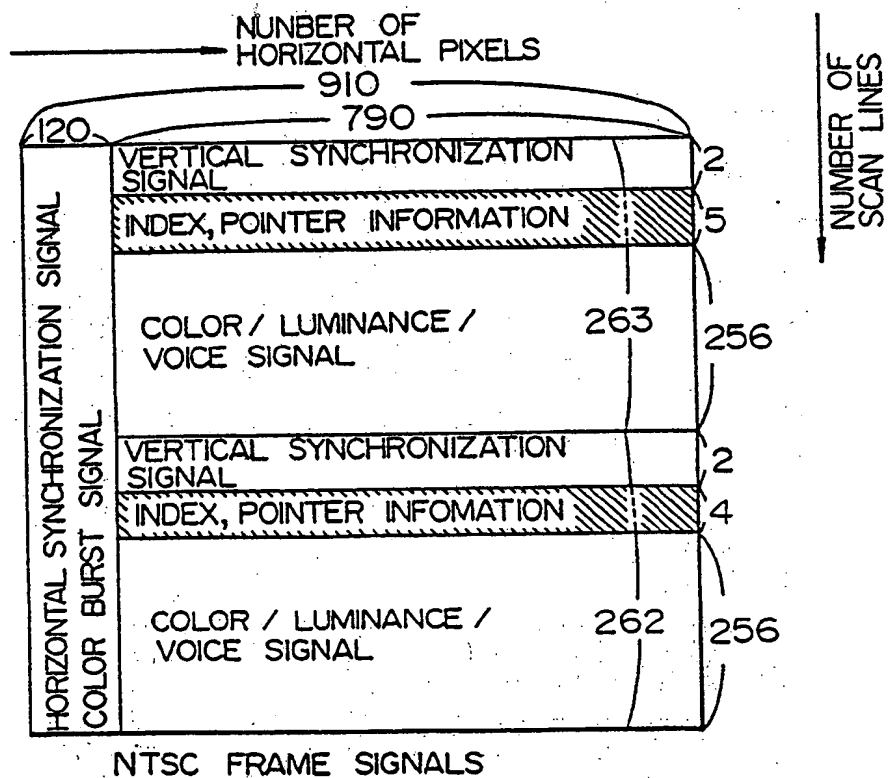 NUNBER OF
HORIZONTAL PIXELS
910
120
790
NUMBER OF
SCAN LINES
HORIZONTAL SYNCHRONIZATION SIGNAL
COLOR BURST SIGNAL
VERTICAL SYNCHRONIZATION
SIGNAL
2
INDEX, POINTER INFORMATION
5
COLOR / LUMINANCE /
VOICE SIGNAL
263
256
VERTICAL SYNCHRONIZATION
SIGNAL
2
INDEX, POINTER INFOMATION
4
COLOR / LUMINANCE /
VOICE SIGNAL
262
256
NTSC FRAME SIGNALS